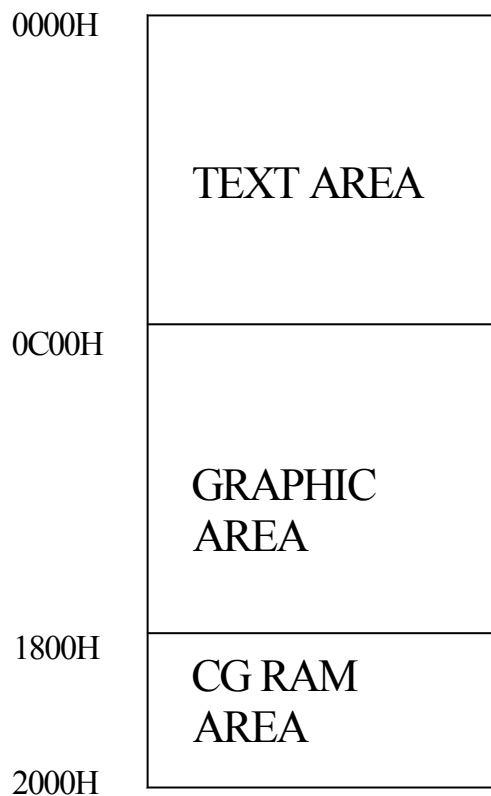 0000H
TEXT AREA
0C00H
GRAPHIC
AREA
1800H
CG RAM
AREA
2000H